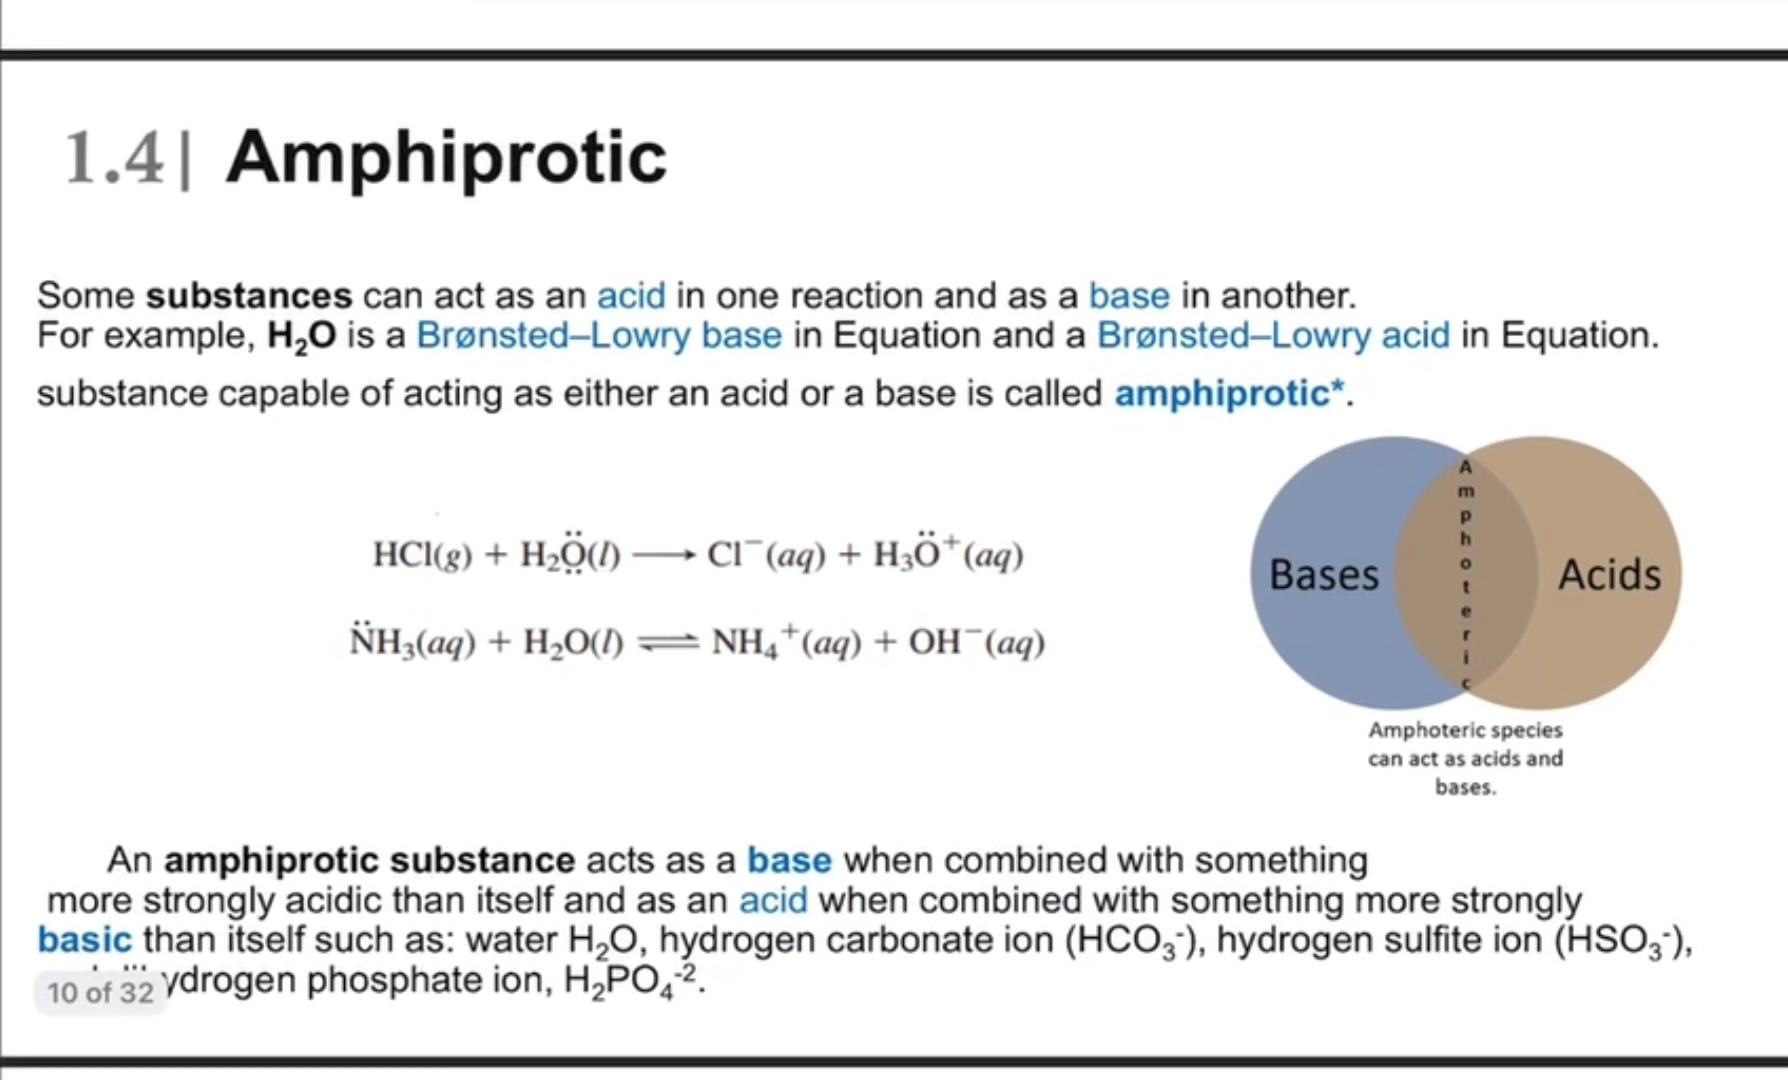 1.4| Amphiprotic
Some substances can act as an acid in one reaction and as a base in another.
For example, H₂O is a Brønsted–Lowry base in Equation and a Brønsted–Lowry acid in Equation.
substance capable of acting as either an acid or a base is called amphiprotic*.
HCl(g) + H₂Ö(l) ⟶ Cl⁻(aq) + H₃Ö⁺(aq)
N̈H₃(aq) + H₂O(l) ⇌ NH₄⁺(aq) + OH⁻(aq)
Bases
Amphoteric
Acids
Amphoteric species
can act as acids and
bases.
An amphiprotic substance acts as a base when combined with something
more strongly acidic than itself and as an acid when combined with something more strongly
basic than itself such as: water H₂O, hydrogen carbonate ion (HCO₃⁻), hydrogen sulfite ion (HSO₃⁻),
phosphate ion, H₂PO₄⁻².
10 of 32